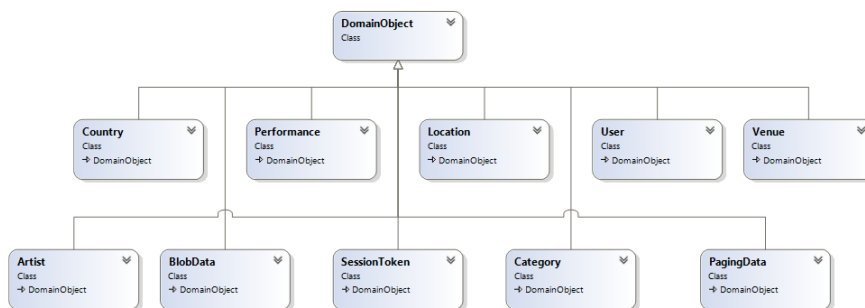 DomainObject
Class
Country
Class
DomainObject
Performance
Class
DomainObject
Location
Class
DomainObject
User
Class
DomainObject
Venue
Class
DomainObject
Artist
Class
DomainObject
BlobData
Class
DomainObject
SessionToken
Class
DomainObject
Category
Class
DomainObject
PagingData
Class
DomainObject